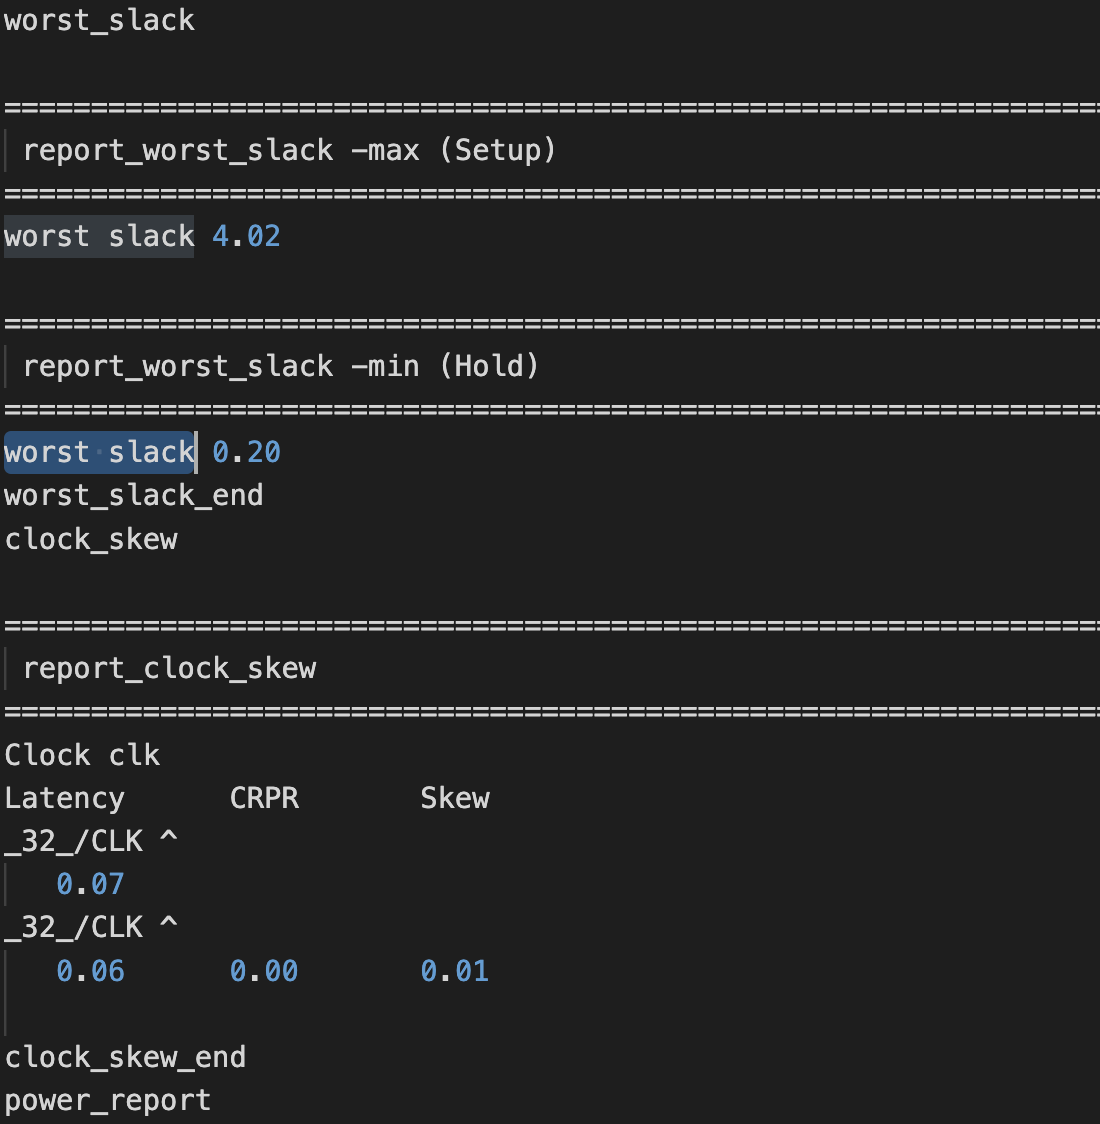 worst_slack
===============================================================
report_worst_slack -max (Setup)
===============================================================
worst slack 4.02
===============================================================
report_worst_slack -min (Hold)
===============================================================
worst slack 0.20
worst_slack_end
clock_skew
===============================================================
report_clock_skew
===============================================================
Clock clk
Latency      CRPR       Skew
_32_/CLK ^
   0.07
_32_/CLK ^
   0.06      0.00       0.01
clock_skew_end
power_report